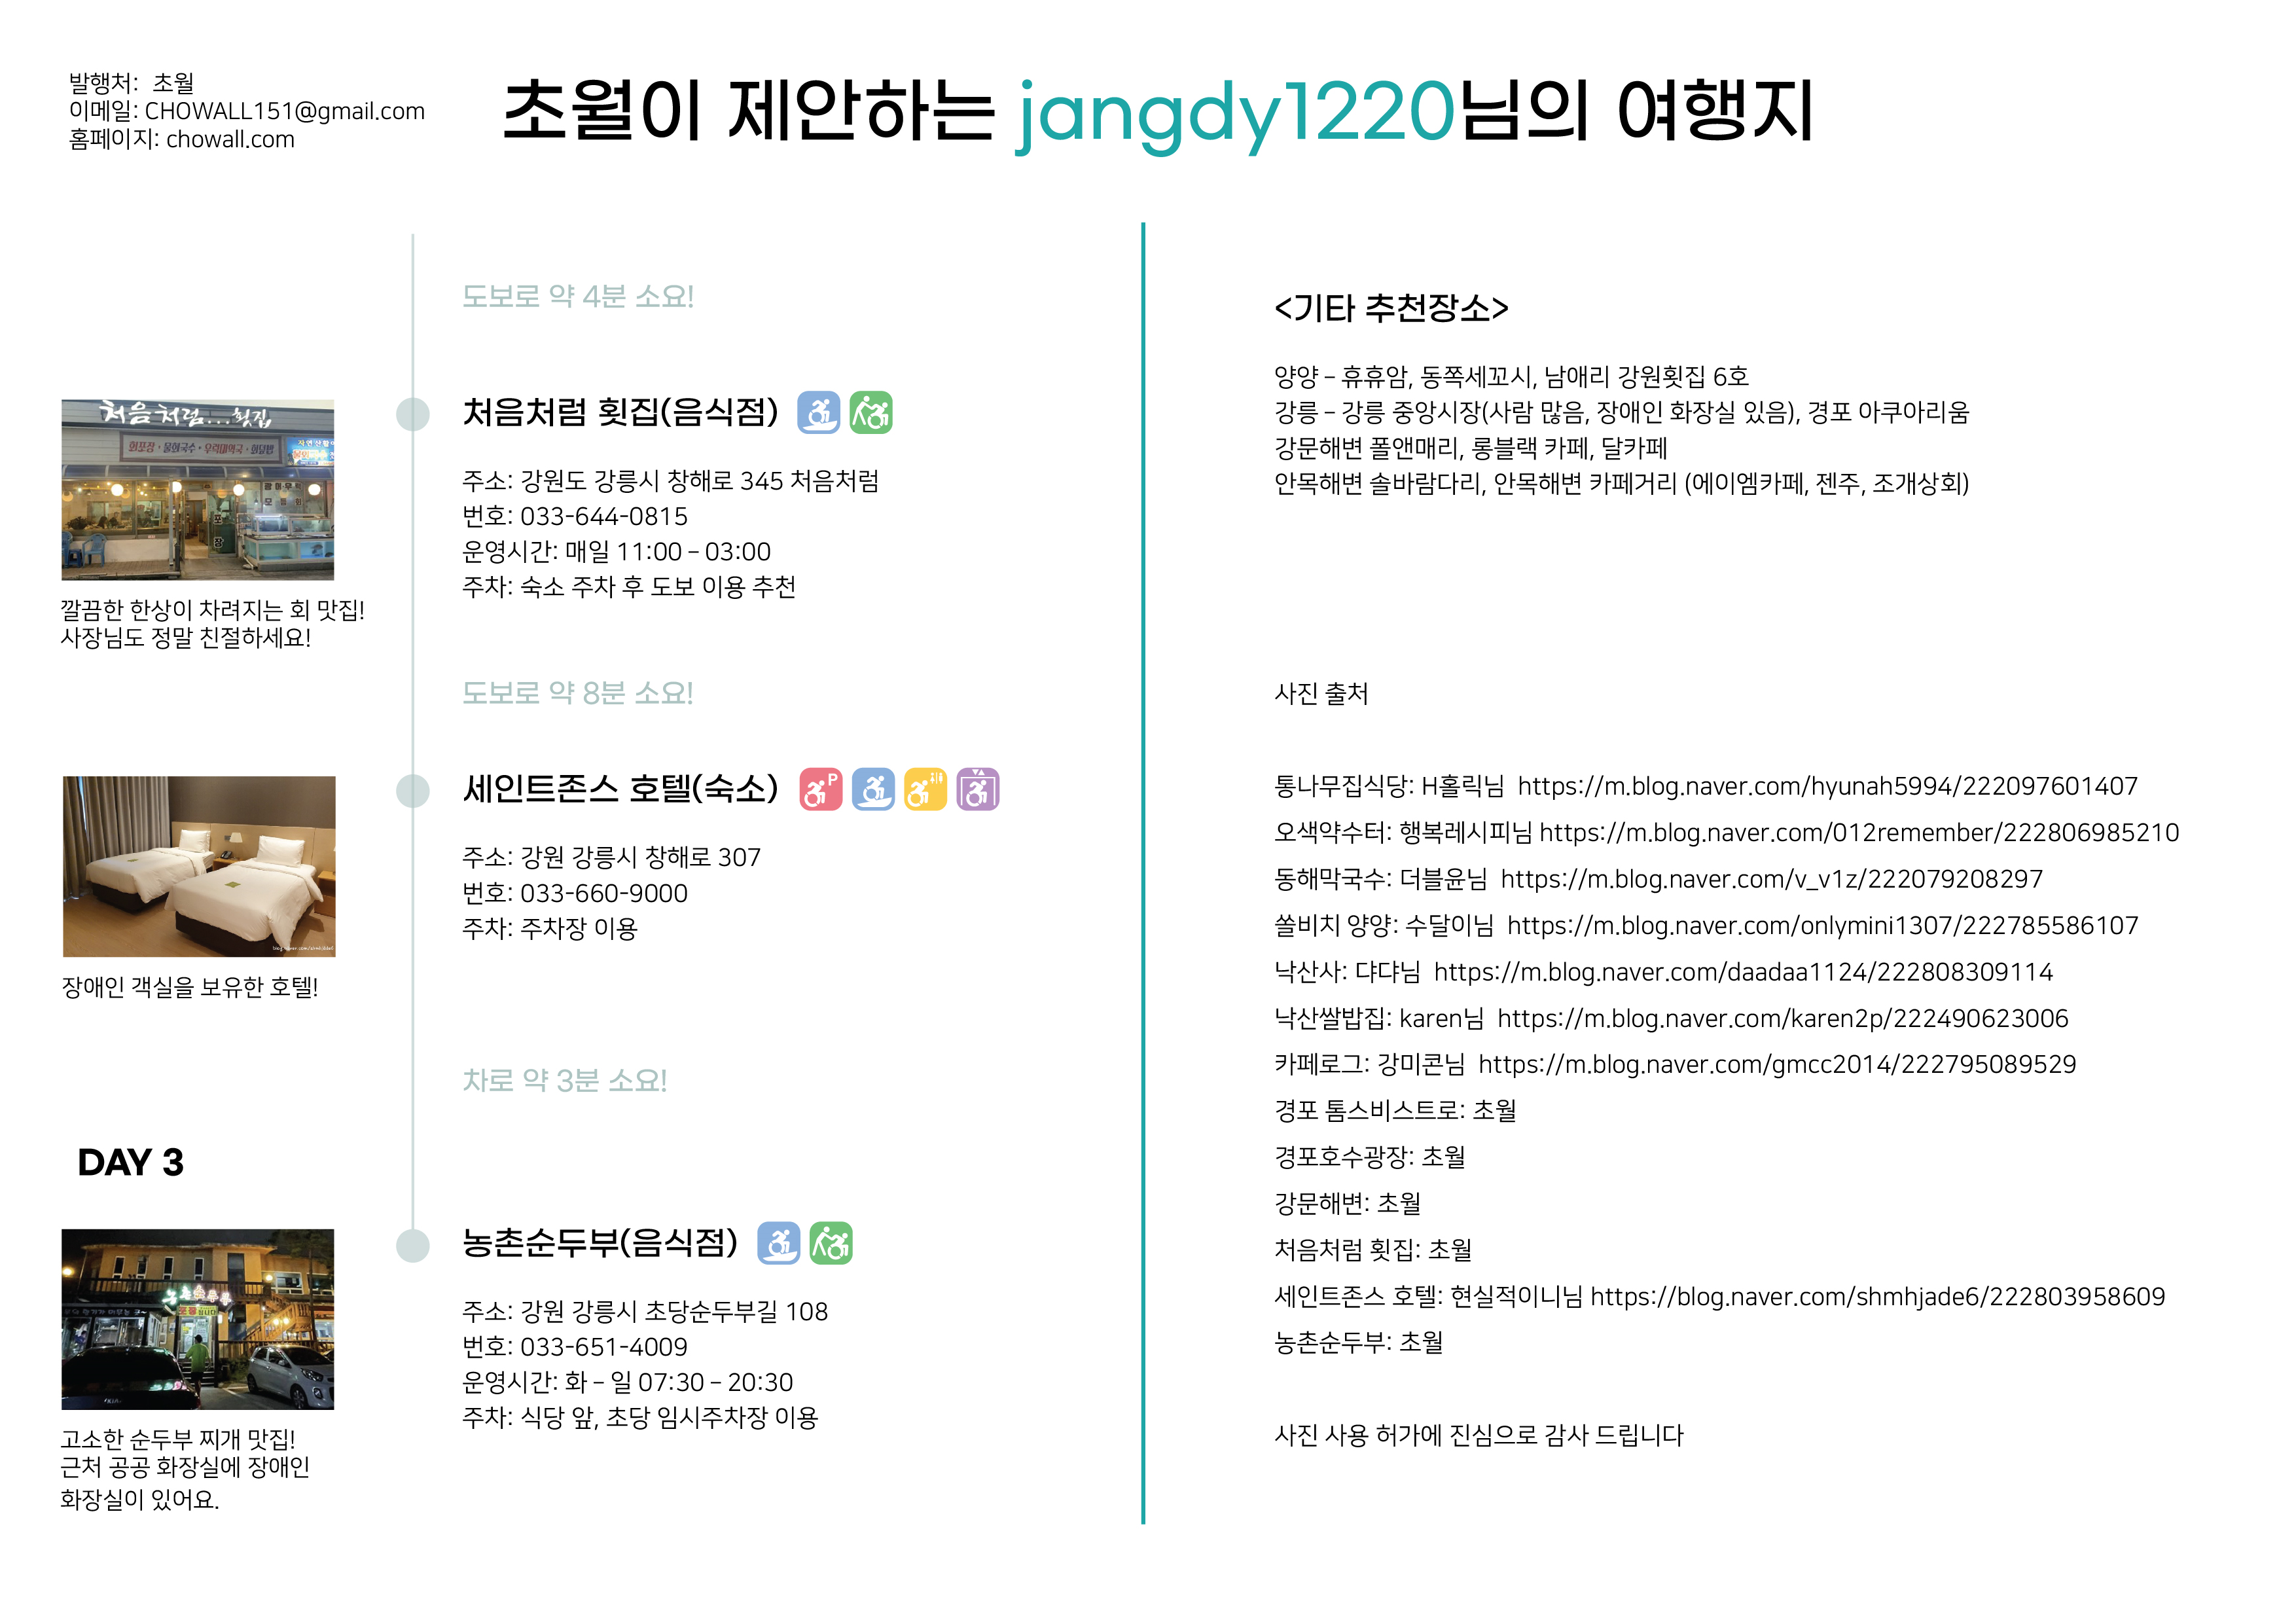 발행처: 초월
이메일: CHOWALL151@gmail.com
홈페이지: chowall.com
초월이 제안하는 jangdy1220님의 여행지
도보로 약 4분 소요!
처음처럼... 횟집
회포장 · 물회국수 · 우럭미역국 · 회덮밥
포
장
처음처럼 횟집(음식점)
주소: 강원도 강릉시 창해로 345 처음처럼
번호: 033-644-0815
운영시간: 매일 11:00 – 03:00
주차: 숙소 주차 후 도보 이용 추천
깔끔한 한상이 차려지는 회 맛집!
사장님도 정말 친절하세요!
도보로 약 8분 소요!
세인트존스 호텔(숙소)
P
주소: 강원 강릉시 창해로 307
번호: 033-660-9000
주차: 주차장 이용
장애인 객실을 보유한 호텔!
차로 약 3분 소요!
DAY 3
농촌순두부(음식점)
주소: 강원 강릉시 초당순두부길 108
번호: 033-651-4009
운영시간: 화 – 일 07:30 – 20:30
주차: 식당 앞, 초당 임시주차장 이용
고소한 순두부 찌개 맛집!
근처 공공 화장실에 장애인
화장실이 있어요.
<기타 추천장소>
양양 – 휴휴암, 동쪽세꼬시, 남애리 강원횟집 6호
강릉 – 강릉 중앙시장(사람 많음, 장애인 화장실 있음), 경포 아쿠아리움
강문해변 폴앤매리, 롱블랙 카페, 달카페
안목해변 솔바람다리, 안목해변 카페거리 (에이엠카페, 젠주, 조개상회)
사진 출처
통나무집식당: H홀릭님 https://m.blog.naver.com/hyunah5994/222097601407
오색약수터: 행복레시피님 https://m.blog.naver.com/012remember/222806985210
동해막국수: 더블윤님 https://m.blog.naver.com/v_v1z/222079208297
쏠비치 양양: 수달이님 https://m.blog.naver.com/onlymini1307/222785586107
낙산사: 댜댜님 https://m.blog.naver.com/daadaa1124/222808309114
낙산쌀밥집: karen님 https://m.blog.naver.com/karen2p/222490623006
카페로그: 강미콘님 https://m.blog.naver.com/gmcc2014/222795089529
경포 톰스비스트로: 초월
경포호수광장: 초월
강문해변: 초월
처음처럼 횟집: 초월
세인트존스 호텔: 현실적이니님 https://blog.naver.com/shmhjade6/222803958609
농촌순두부: 초월
사진 사용 허가에 진심으로 감사 드립니다